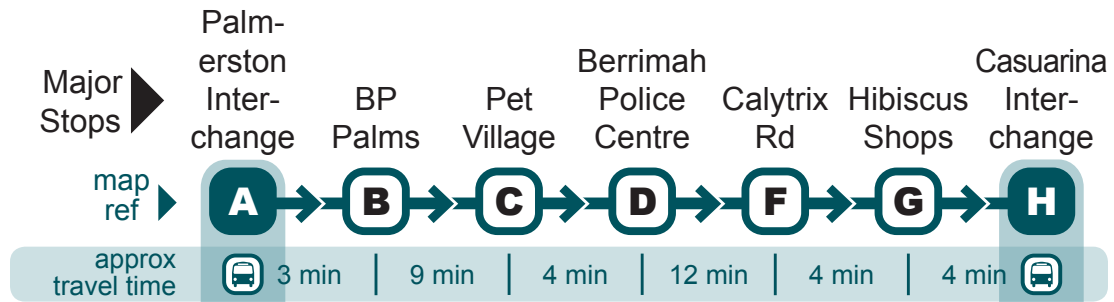 Major
Stops
Palm-
erston
Inter-
change
BP
Palms
Pet
Village
Berrimah
Police
Centre
Calytrix
Rd
Hibiscus
Shops
Casuarina
Inter-
change
map
ref
A
B
C
D
F
G
H
approx
travel time
3 min
9 min
4 min
12 min
4 min
4 min